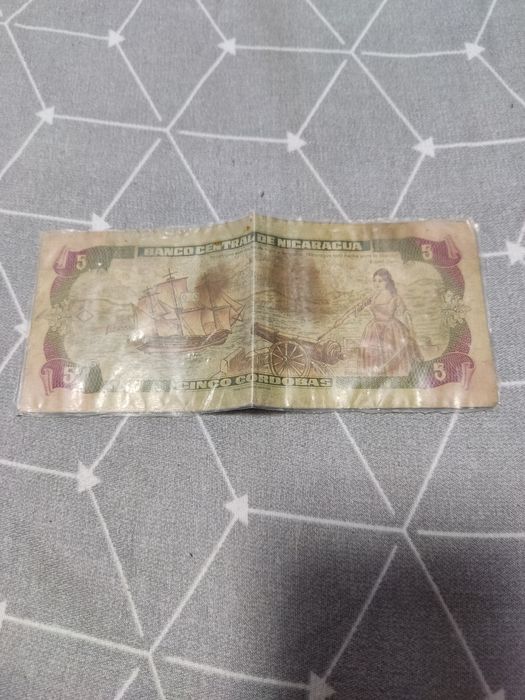 BANCO CENTRAL DE NICARAGUA
5 5
5 5
CINCO CORDOBAS